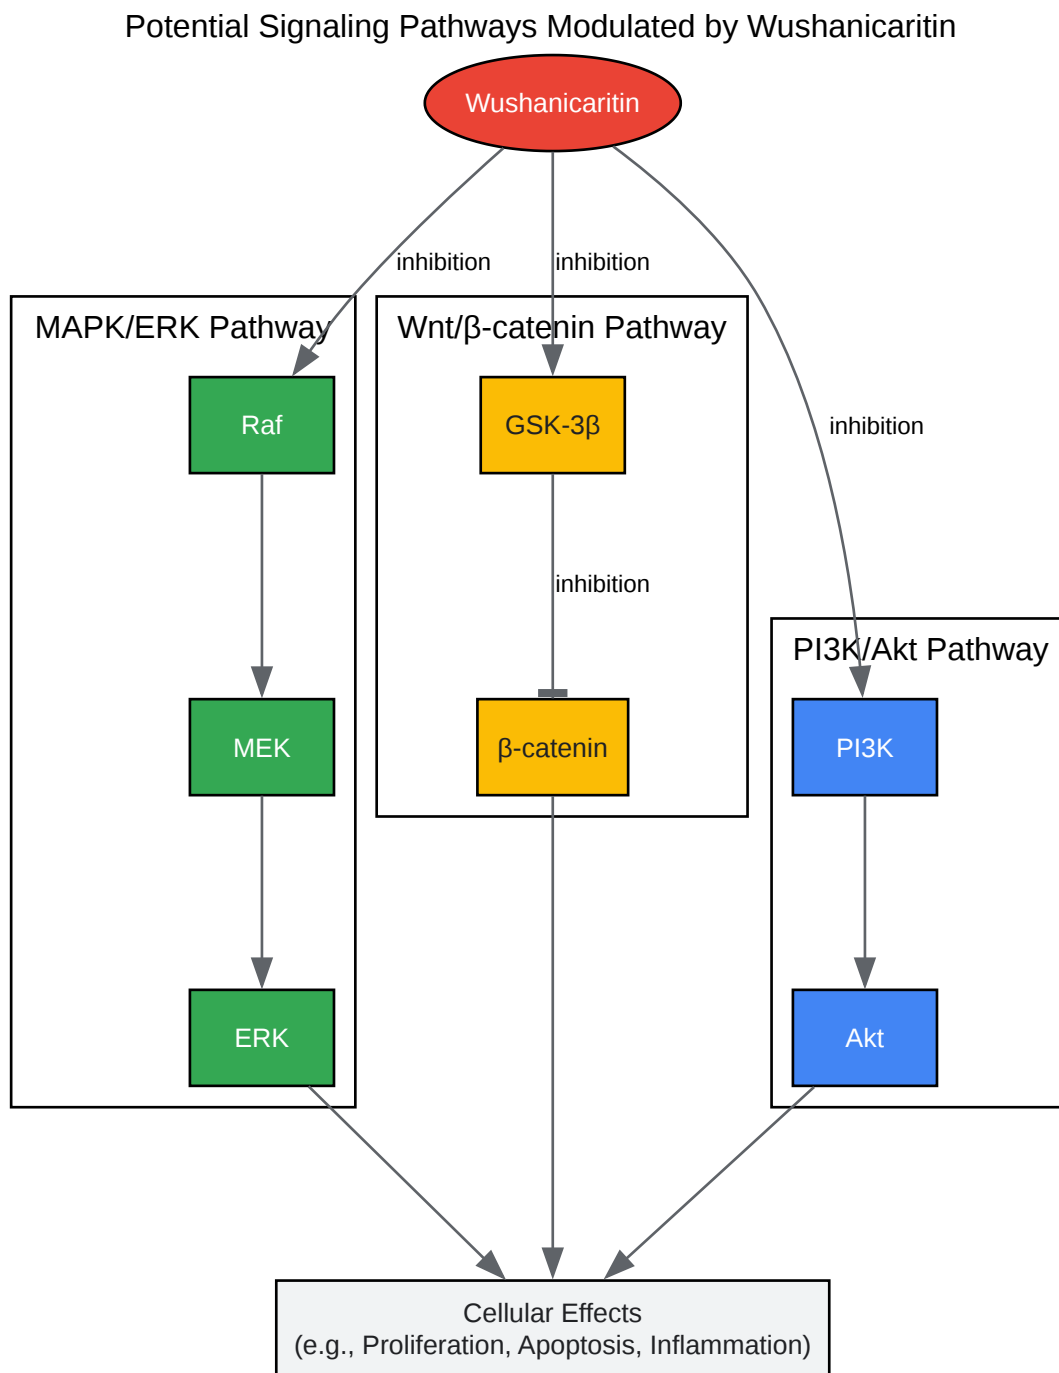 Potential Signaling Pathways Modulated by Wushanicaritin
Wushanicaritin
inhibition
inhibition
MAPK/ERK Pathway
Wnt/β-catenin Pathway
Raf
GSK-3β
inhibition
inhibition
PI3K/Akt Pathway
MEK
β-catenin
PI3K
ERK
Akt
Cellular Effects
(e.g., Proliferation, Apoptosis, Inflammation)